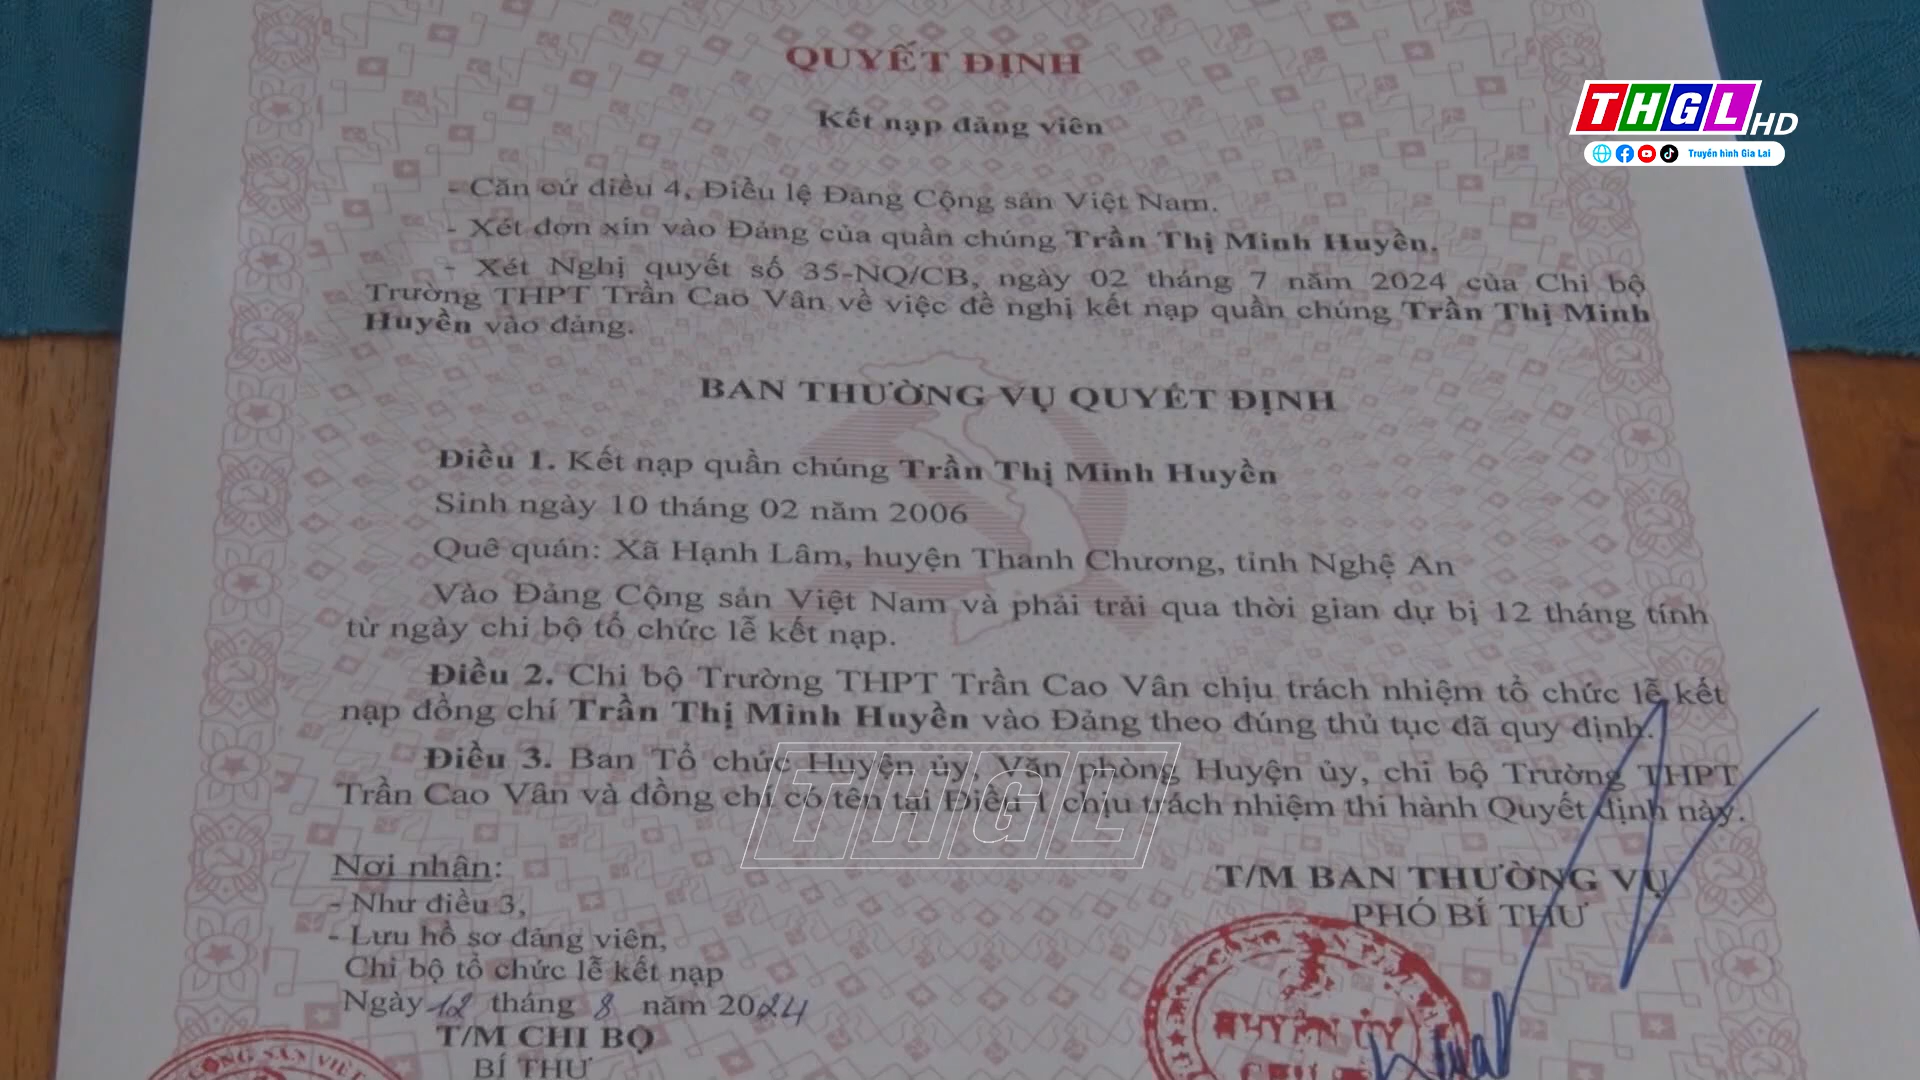 QUYẾT ĐỊNH
THGL HD
Kết nạp đảng viên
Truyền hình Gia Lai
- Căn cứ điều 4, Điều lệ Đảng Cộng sản Việt Nam.
- Xét đơn xin vào Đảng của quần chúng Trần Thị Minh Huyền.
- Xét Nghị quyết số 35-NQ/CB, ngày 02 tháng 7 năm 2024 của Chi bộ
Trường THPT Trần Cao Vân về việc đề nghị kết nạp quần chúng Trần Thị Minh
Huyền vào đảng.
BAN THƯỜNG VỤ QUYẾT ĐỊNH
Điều 1. Kết nạp quần chúng Trần Thị Minh Huyền
Sinh ngày 10 tháng 02 năm 2006
Quê quán: Xã Hạnh Lâm, huyện Thanh Chương, tỉnh Nghệ An
Vào Đảng Cộng sản Việt Nam và phải trải qua thời gian dự bị 12 tháng tính
từ ngày chi bộ tổ chức lễ kết nạp.
Điều 2. Chi bộ Trường THPT Trần Cao Vân chịu trách nhiệm tổ chức lễ kết
nạp đồng chí Trần Thị Minh Huyền vào Đảng theo đúng thủ tục đã quy định.
Điều 3. Ban Tổ chức Huyện ủy, Văn phòng Huyện ủy, chi bộ Trường THPT
Trần Cao Vân và đồng chí có tên tại Điều 1 chịu trách nhiệm thi hành Quyết định này.
THGL
Nơi nhận:
- Như điều 3,
- Lưu hồ sơ đảng viên,
Chi bộ tổ chức lễ kết nạp
Ngày 12 tháng 8 năm 2024
T/M CHI BỘ
BÍ THƯ
CỘNG SẢN VIỆT
T/M BAN THƯỜNG VỤ
PHÓ BÍ THƯ
HUYỆN ỦY